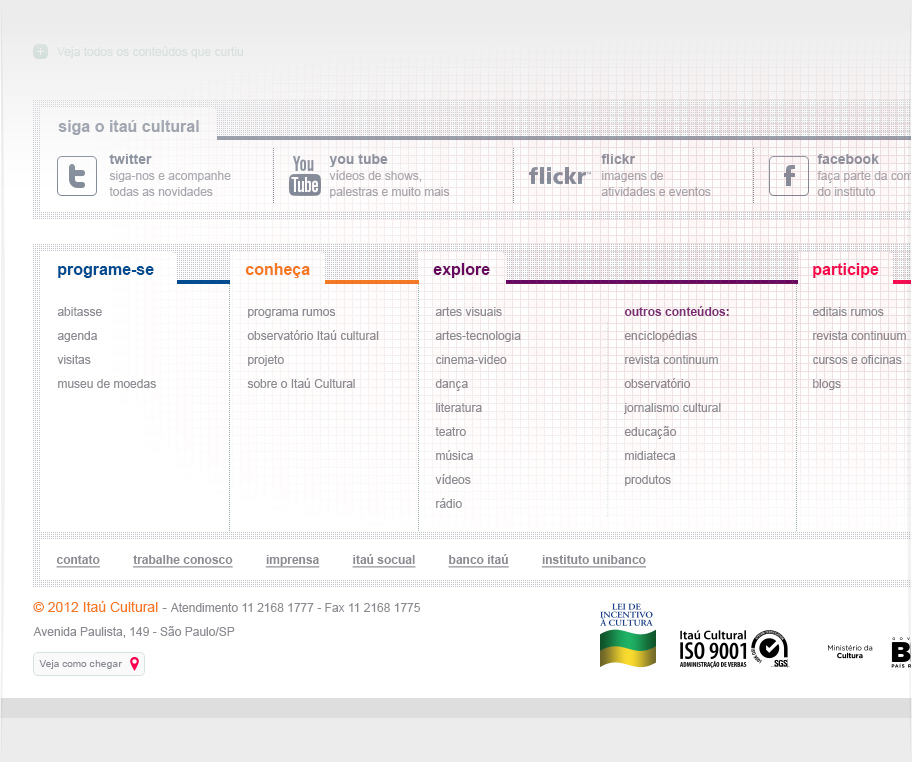 Veja todos os conteúdos que curtiu
siga o itaú cultural
twitter
siga-nos e acompanhe
todas as novidades
You Tube
you tube
vídeos de shows,
palestras e muito mais
flickr
flickr
imagens de
atividades e eventos
facebook
faça parte da com
do instituto
programe-se
abitasse
agenda
visitas
museu de moedas
conheça
programa rumos
observatório Itaú cultural
projeto
sobre o Itaú Cultural
explore
artes visuais
artes-tecnologia
cinema-video
dança
literatura
teatro
música
vídeos
rádio
outros conteúdos:
enciclopédias
revista continuum
observatório
jornalismo cultural
educação
midiateca
produtos
participe
editais rumos
revista continuum
cursos e oficinas
blogs
contato trabalhe conosco imprensa itaú socual banco itaú instituto unibanco
© 2012 Itaú Cultural - Atendimento 11 2168 1777 - Fax 11 2168 1775
Avenida Paulista, 149 - São Paulo/SP
Veja como chegar
LEI DE
INCENTIVO
À CULTURA
Itaú Cultural
ISO 9001
ADMINISTRAÇÃO DE VERBAS
SGS
Ministério da
Cultura
B
PAÍS R